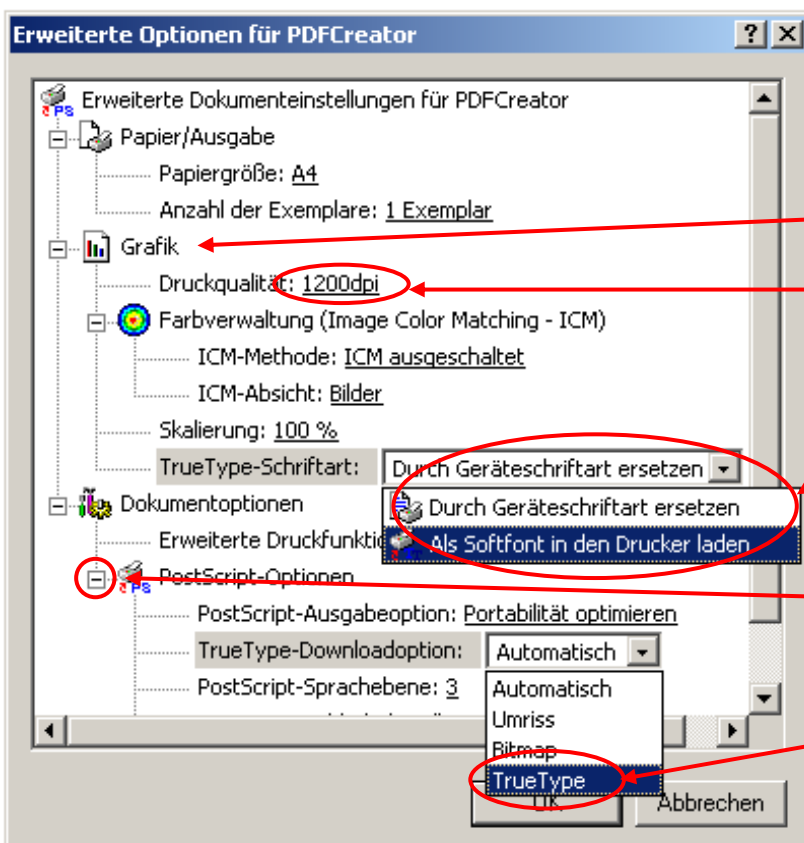 Erweiterte Optionen für PDFCreator
Erweiterte Dokumenteinstellungen für PDFCreator
Papier/Ausgabe
Papiergröße: A4
Anzahl der Exemplare: 1 Exemplar
Grafik
Druckqualität: 1200dpi
Farbverwaltung (Image Color Matching - ICM)
ICM-Methode: ICM ausgeschaltet
ICM-Absicht: Bilder
Skalierung: 100 %
TrueType-Schriftart: Durch Geräteschriftart ersetzen
Durch Geräteschriftart ersetzen
Dokumentoptionen
Als Softfont in den Drucker laden
Erweiterte
PostScript-Optionen
PostScript-Ausgabeoption: Portabilität optimieren
TrueType-Downloadoption: Automatisch
PostScript-Sprachebene: 3
Automatisch
Umriss
Bitmap
TrueType
OK
Abbrechen